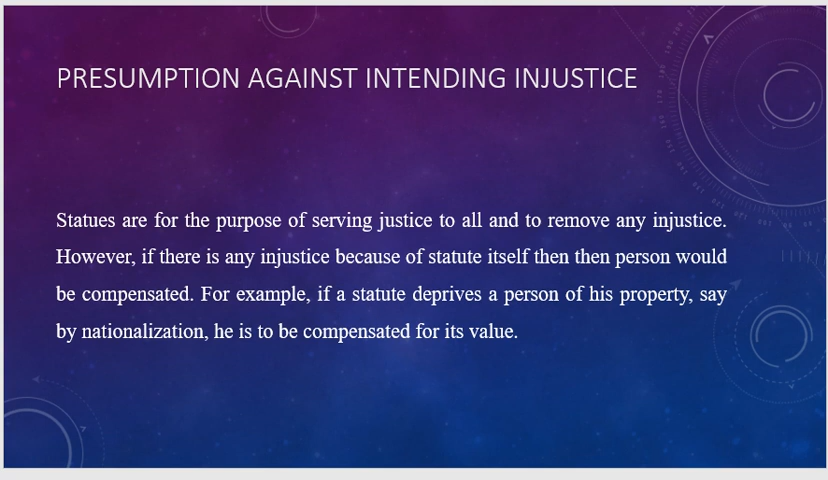 PRESUMPTION AGAINST INTENDING INJUSTICE
Statues are for the purpose of serving justice to all and to remove any injustice.
However, if there is any injustice because of statute itself then then person would
be compensated. For example, if a statute deprives a person of his property, say
by nationalization, he is to be compensated for its value.